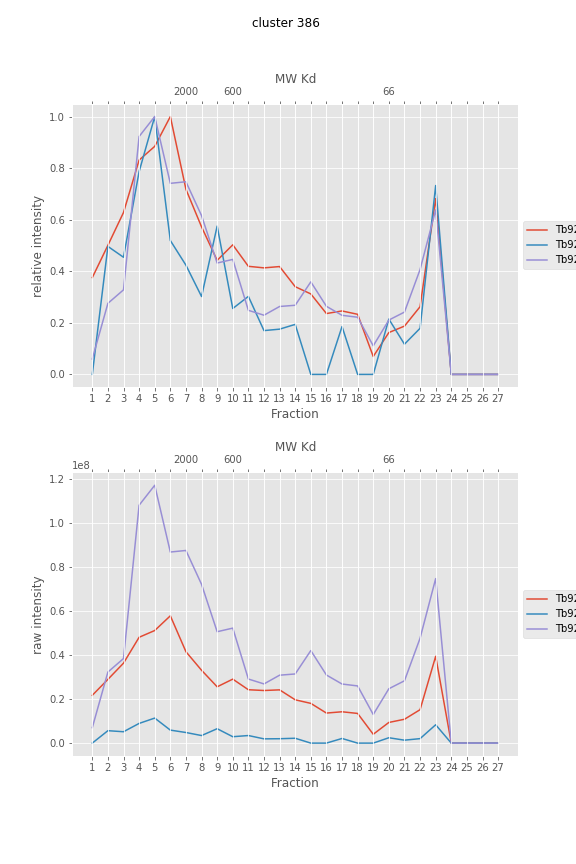 cluster 386
MW Kd
2000 600 66
1.0
0.8
0.6
0.4
0.2
0.0
relative intensity
Tb92
Tb92
Tb92
1 2 3 4 5 6 7 8 9 10 11 12 13 14 15 16 17 18 19 20 21 22 23 24 25 26 27
Fraction
MW Kd
2000 600 66
1e8
1.2
1.0
0.8
0.6
0.4
0.2
0.0
raw intensity
Tb92
Tb92
Tb92
1 2 3 4 5 6 7 8 9 10 11 12 13 14 15 16 17 18 19 20 21 22 23 24 25 26 27
Fraction